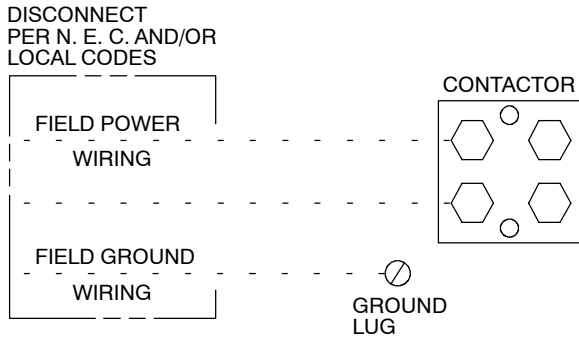 DISCONNECT
PER N. E. C. AND/OR
LOCAL CODES
CONTACTOR
FIELD POWER
WIRING
FIELD GROUND
WIRING
GROUND
LUG